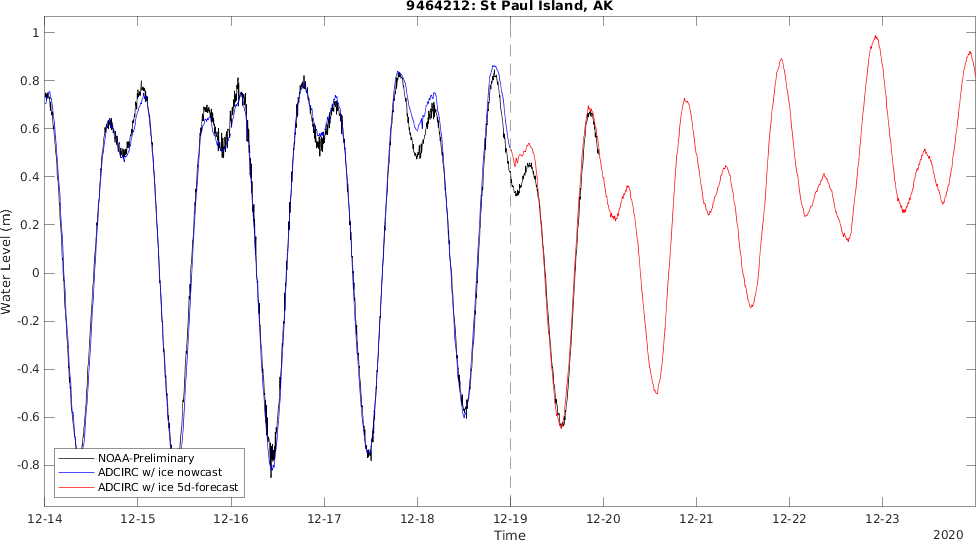 9464212: St Paul Island, AK
Water Level (m)
1
0.8
0.6
0.4
0.2
0
-0.2
-0.4
-0.6
-0.8
NOAA-Preliminary
ADCIRC w/ ice nowcast
ADCIRC w/ ice 5d-forecast
12-14 12-15 12-16 12-17 12-18 12-19 12-20 12-21 12-22 12-23
Time
2020